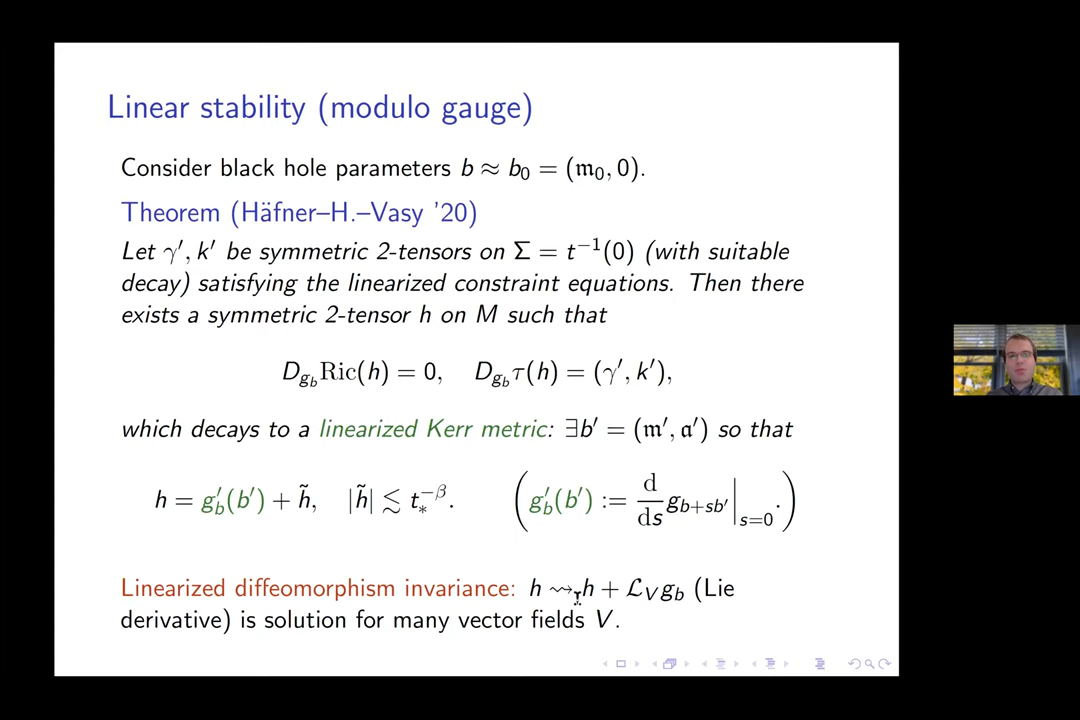 Linear stability (modulo gauge)
Consider black hole parameters b ≈ b₀ = (𝔪₀, 0).
Theorem (Häfner–H.–Vasy '20)
Let γ′, k′ be symmetric 2-tensors on Σ = t⁻¹(0) (with suitable
decay) satisfying the linearized constraint equations. Then there
exists a symmetric 2-tensor h on M such that
D_{g_b}Ric(h) = 0, D_{g_b}τ(h) = (γ′, k′),
which decays to a linearized Kerr metric: ∃b′ = (𝔪′, 𝔞′) so that
h = g′_b(b′) + h̃, |h̃| ≲ t_*^{−β}. (g′_b(b′) := d/ds g_{b+sb′}|_{s=0}.)
Linearized diffeomorphism invariance: h ⇝ h + ℒ_V g_b (Lie
derivative) is solution for many vector fields V.